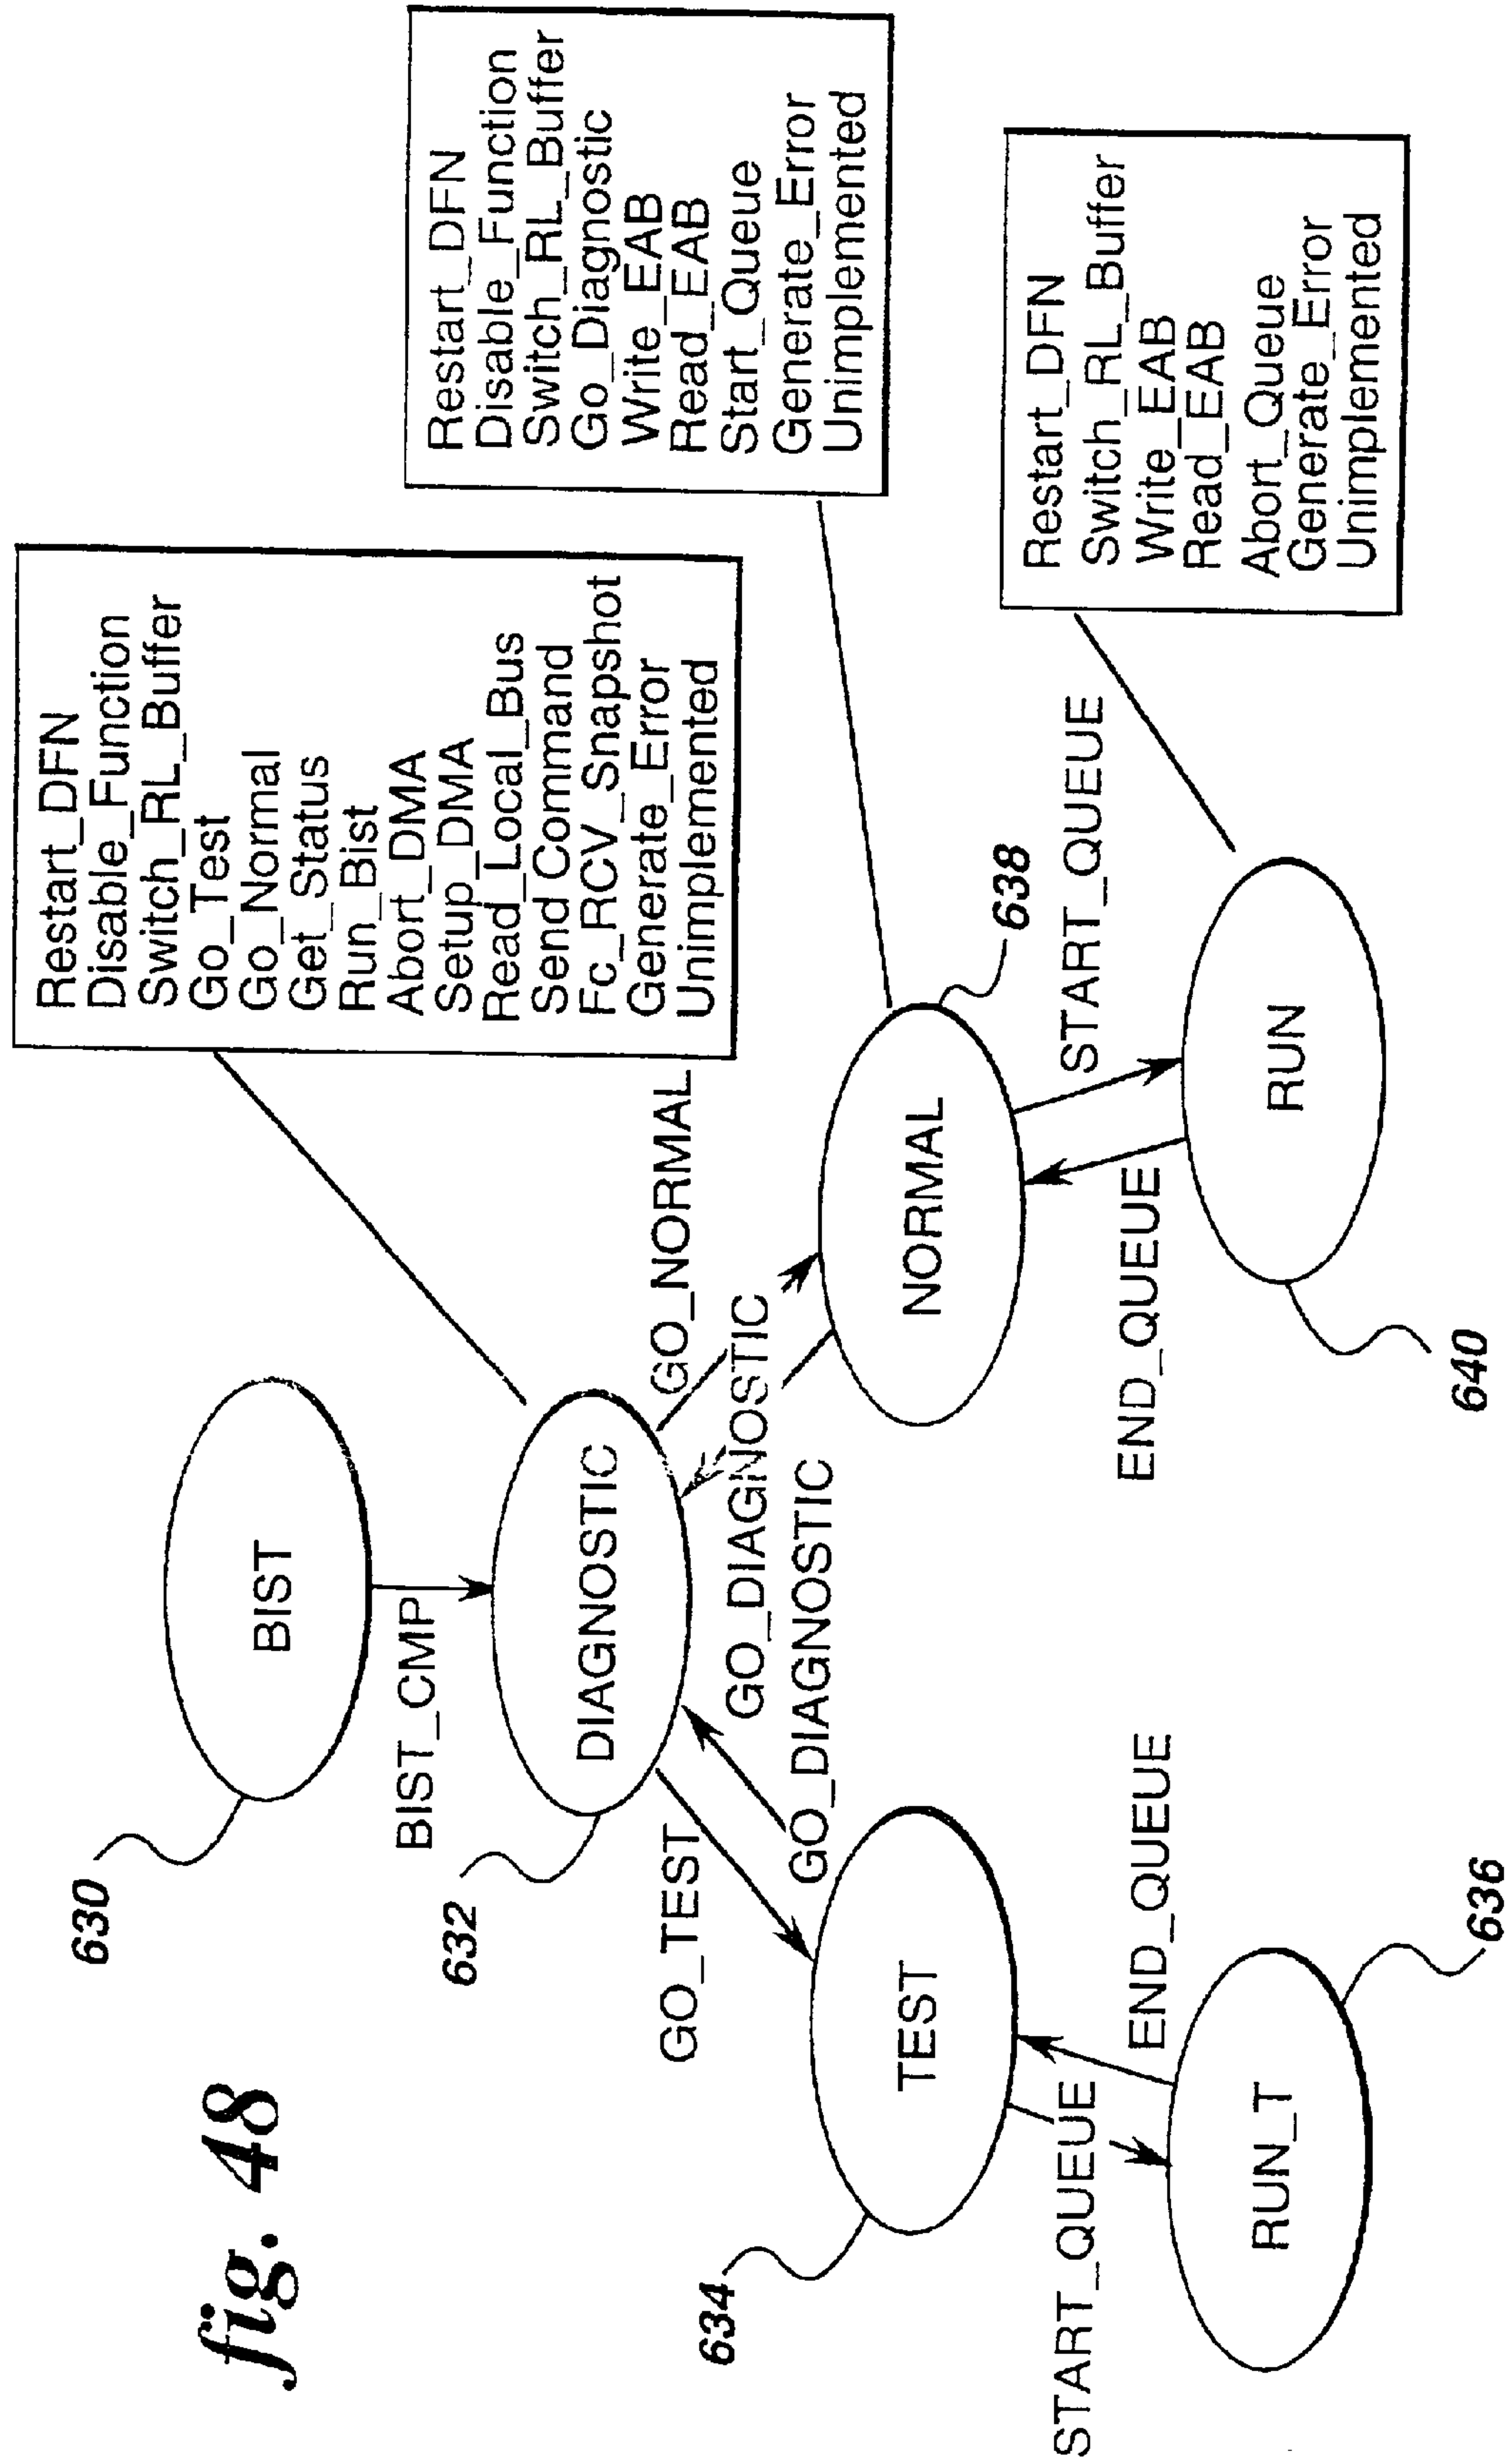 fig. 48
630
BIST
BIST_CMP
632
DIAGNOSTIC
Restart_DFN
Disable_Function
Switch_RL_Buffer
Go_Test
Go_Normal
Get_Status
Run_Bist
Abort_DMA
Setup_DMA
Read_Local_Bus
Send Command
Fc_RCV_Snapshot
Generate_Error
Unimplemented
GO_TEST
GO_DIAGNOSTIC
GO_DIAGNOSTIC
GO_NORMAL
634
TEST
NORMAL
638
Restart_DFN
Disable_Function
Switch_RL_Buffer
Go_Diagnostic
Write_EAB
Read_EAB
Start_Queue
Generate_Error
Unimplemented
START_QUEUE
END_QUEUE
END_QUEUE
START_QUEUE
RUN_T
636
RUN
640
Restart_DFN
Switch_RL_Buffer
Write_EAB
Read_EAB
Abort_Queue
Generate_Error
Unimplemented